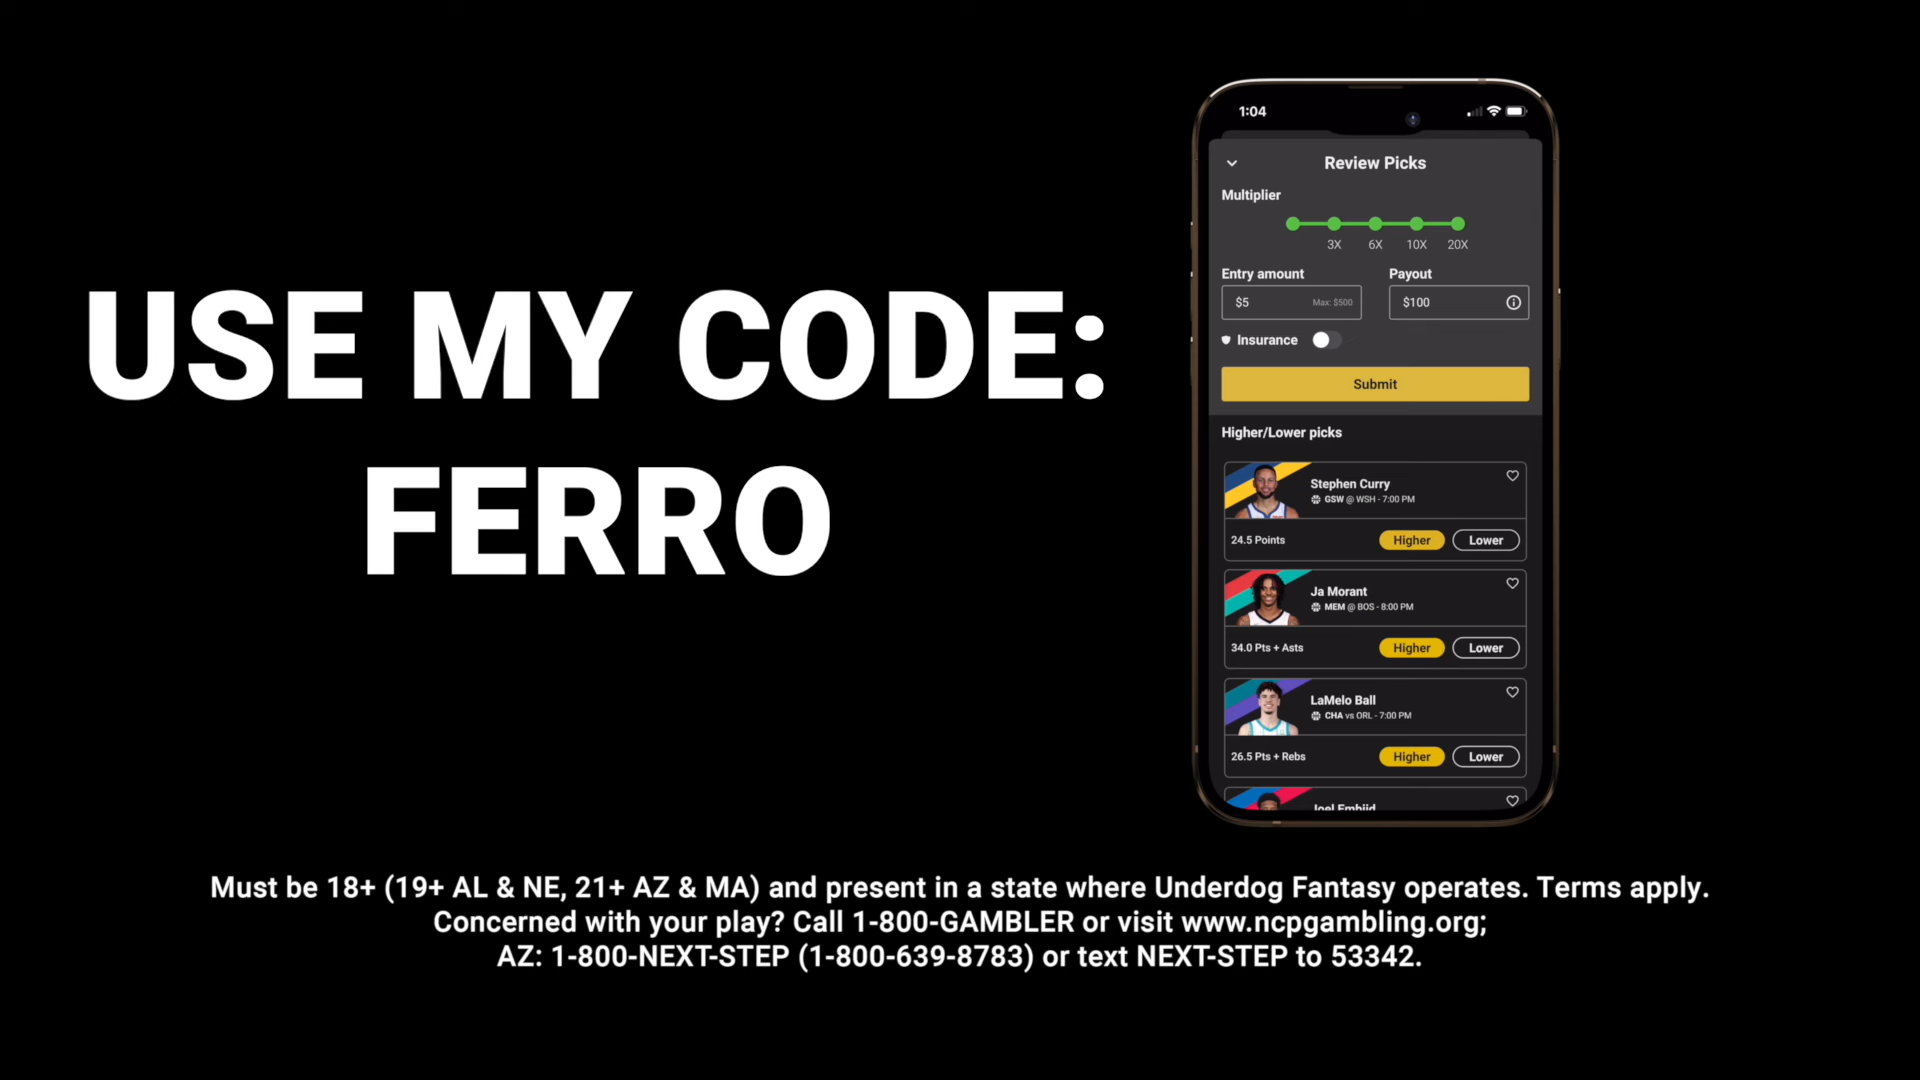 USE MY CODE:
FERRO
1:04
Review Picks
Multiplier
3X 6X 10X 20X
Entry amount Payout
$5 Max: $500 $100
Insurance
Submit
Higher/Lower picks
Stephen Curry
GSW @ WSH - 7:00 PM
24.5 Points Higher Lower
Ja Morant
MEM @ BOS - 8:00 PM
34.0 Pts + Asts Higher Lower
LaMelo Ball
CHA vs ORL - 7:00 PM
26.5 Pts + Rebs Higher Lower
Joel Embiid
Must be 18+ (19+ AL & NE, 21+ AZ & MA) and present in a state where Underdog Fantasy operates. Terms apply.
Concerned with your play? Call 1-800-GAMBLER or visit www.ncpgambling.org;
AZ: 1-800-NEXT-STEP (1-800-639-8783) or text NEXT-STEP to 53342.